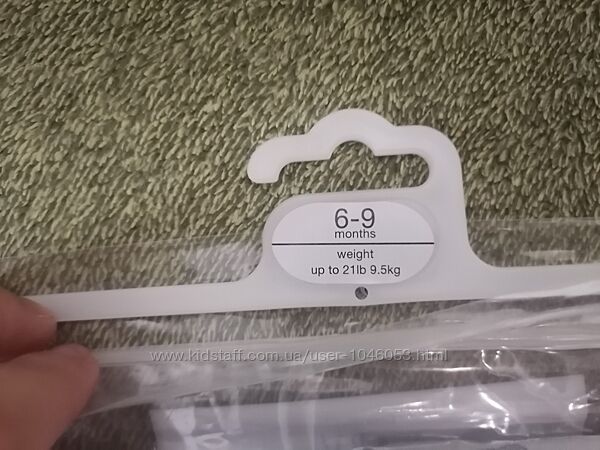 6-9
months
weight
up to 21lb 9.5kg
www.kidstaff.com.ua/user-1046053.html